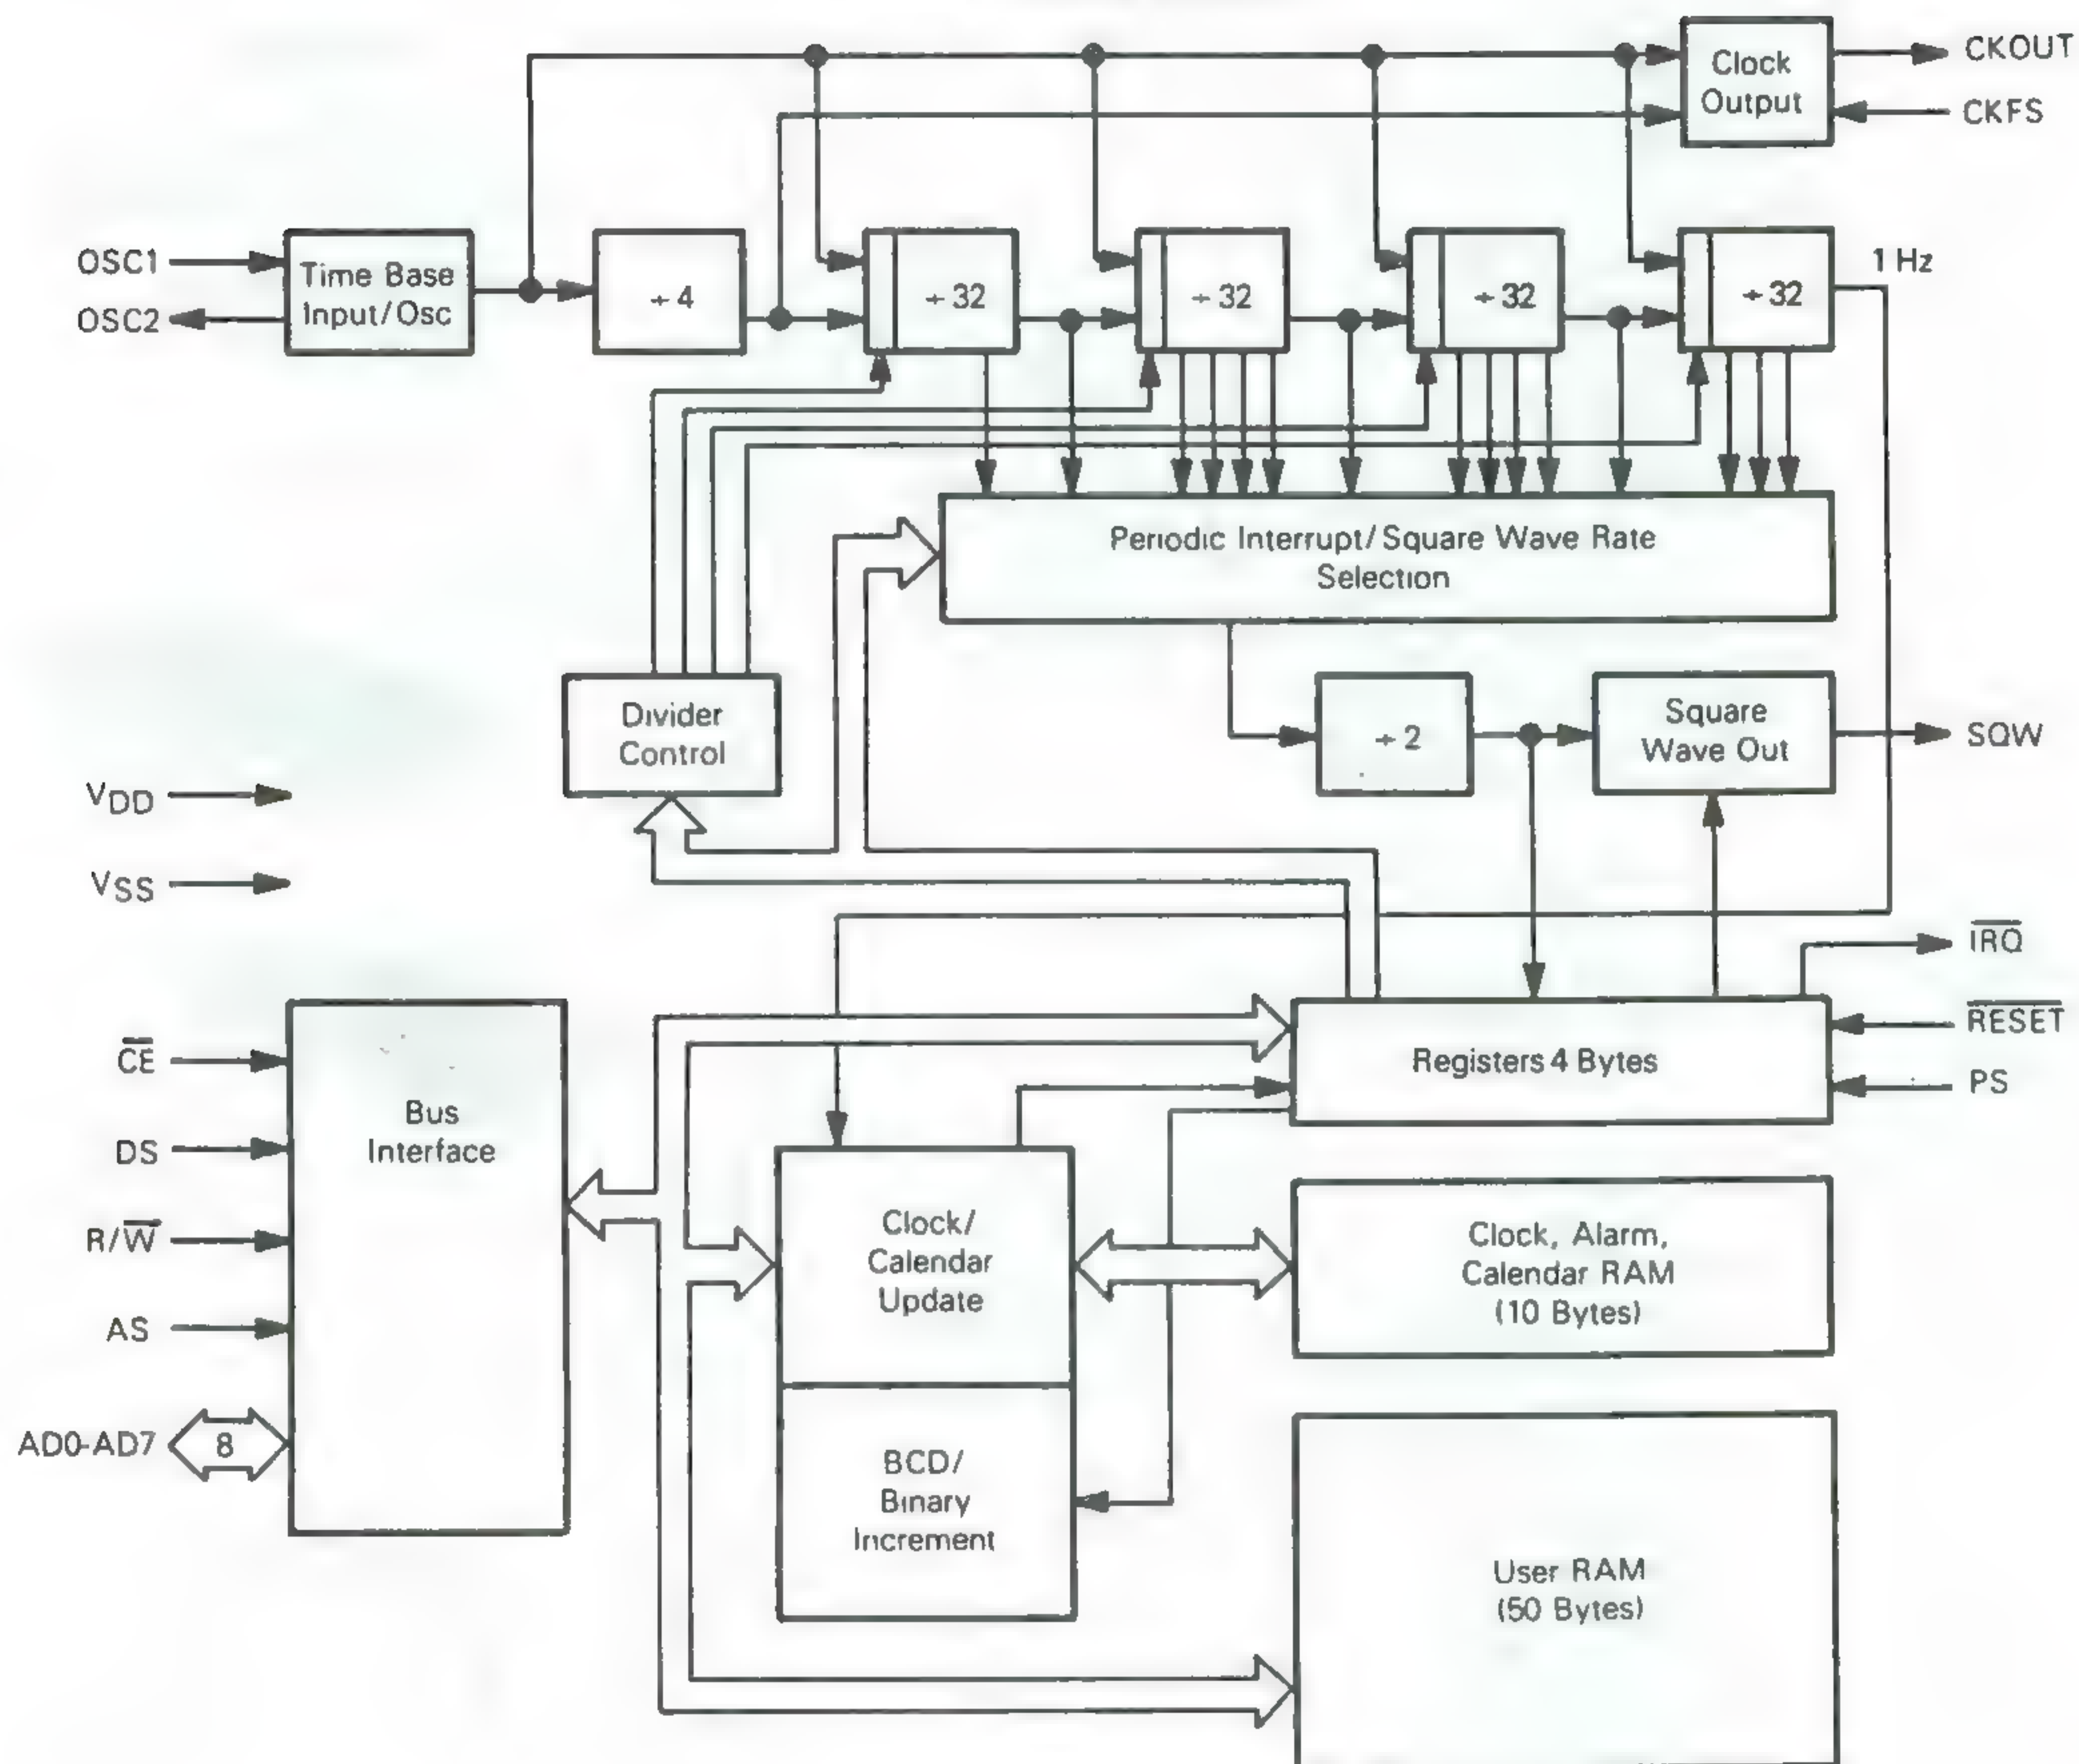 CKOUT
Clock
Output
CKFS
OSC1
OSC2
Time Base
Input/Osc
÷ 4
÷ 32
÷ 32
÷ 32
÷ 32
1 Hz
Periodic Interrupt/Square Wave Rate
Selection
Divider
Control
÷ 2
Square
Wave Out
SQW
VDD
VSS
IRQ
RESET
PS
Registers 4 Bytes
CE
DS
R/W
AS
AD0-AD7
8
Bus
Interface
Clock/
Calendar
Update
BCD/
Binary
Increment
Clock, Alarm,
Calendar RAM
(10 Bytes)
User RAM
(50 Bytes)